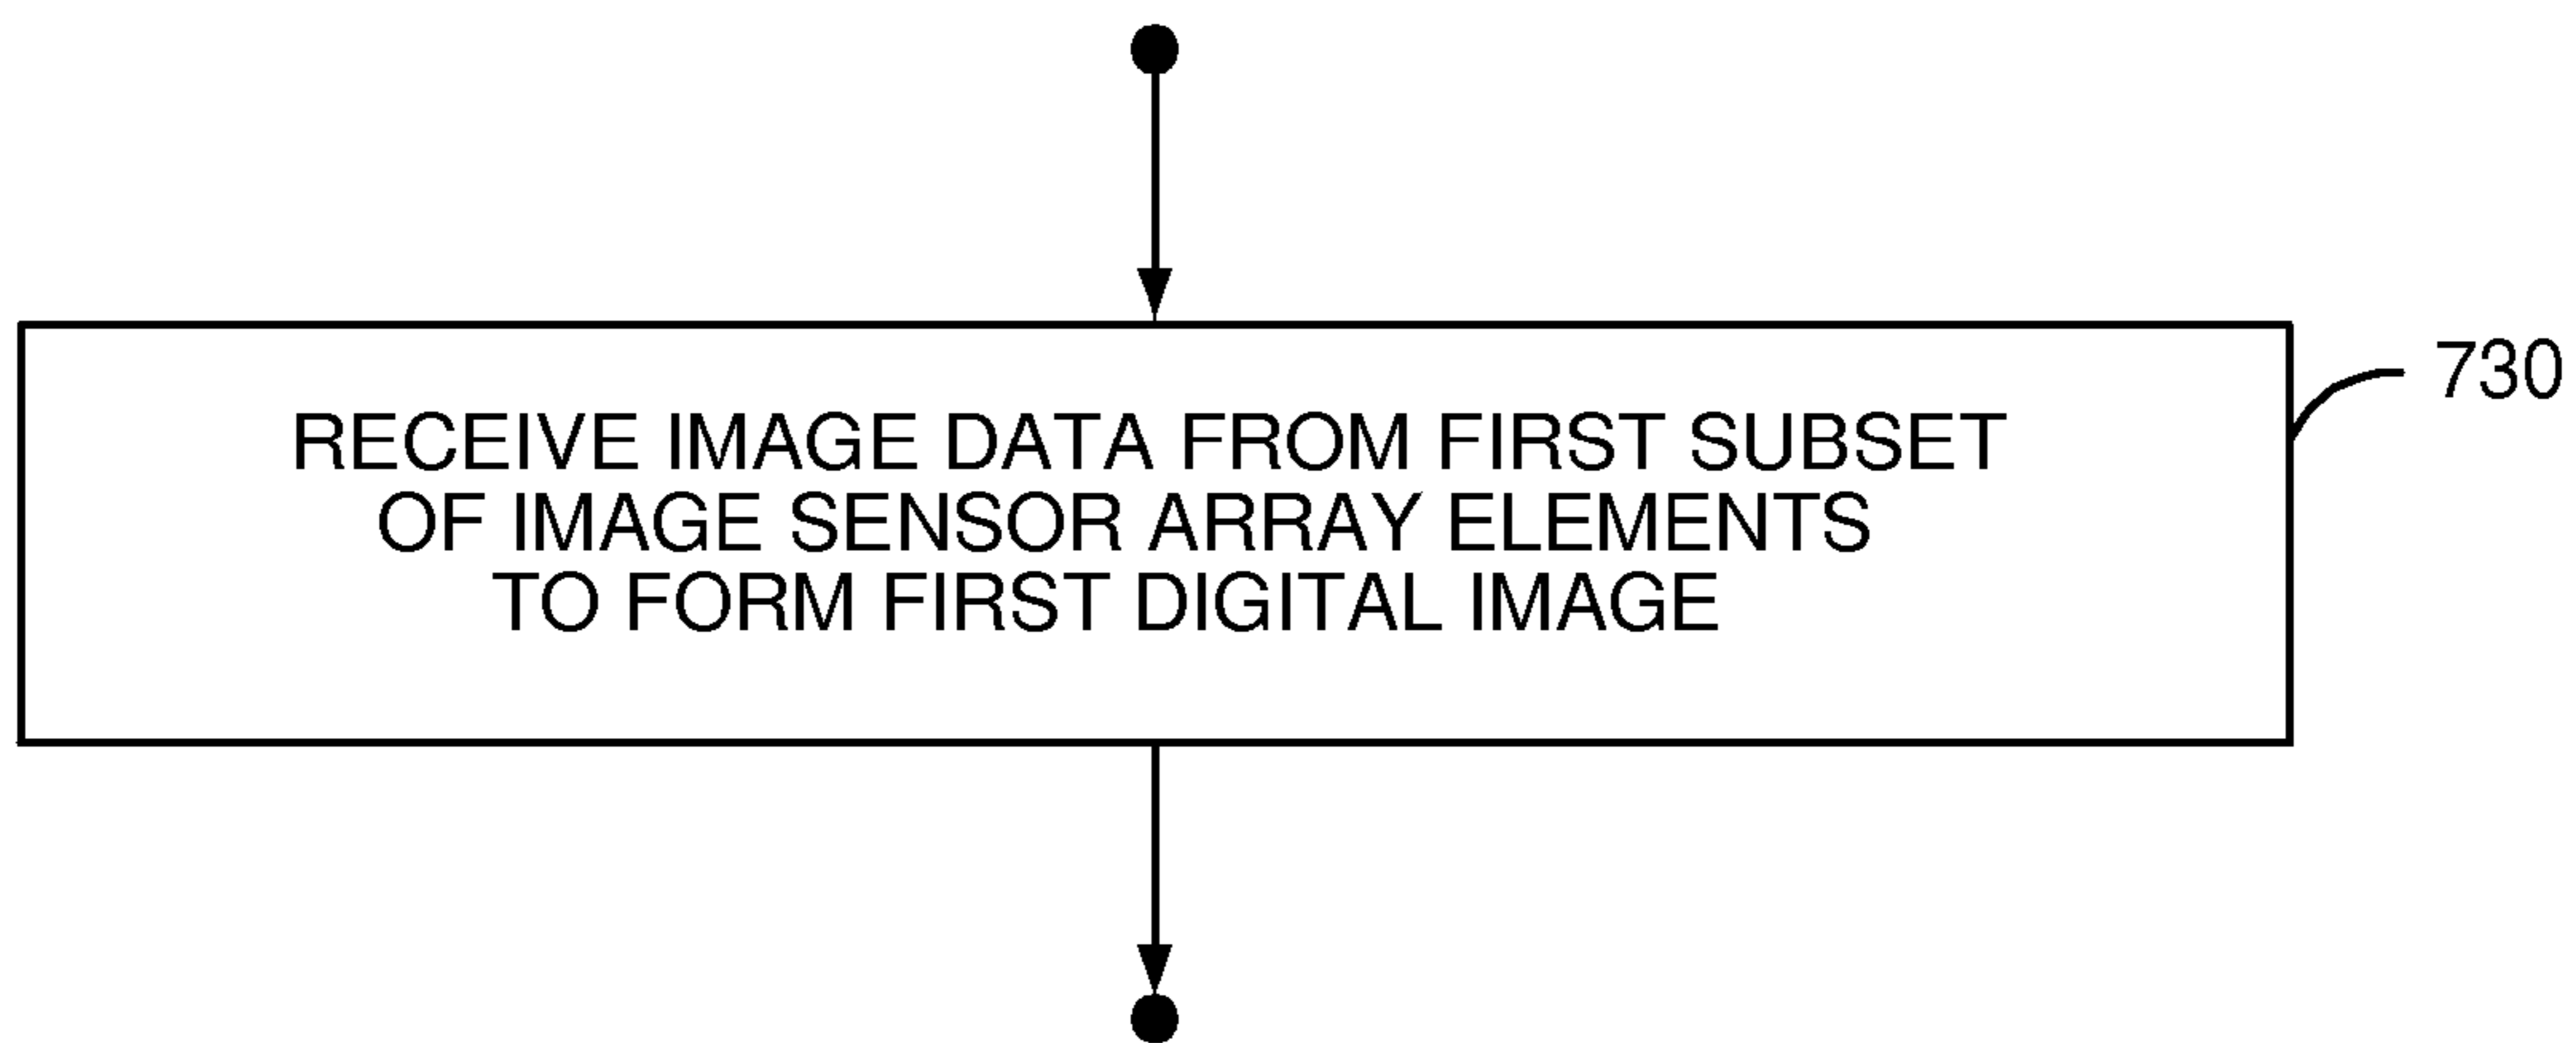 730
RECEIVE IMAGE DATA FROM FIRST SUBSET
OF IMAGE SENSOR ARRAY ELEMENTS
TO FORM FIRST DIGITAL IMAGE